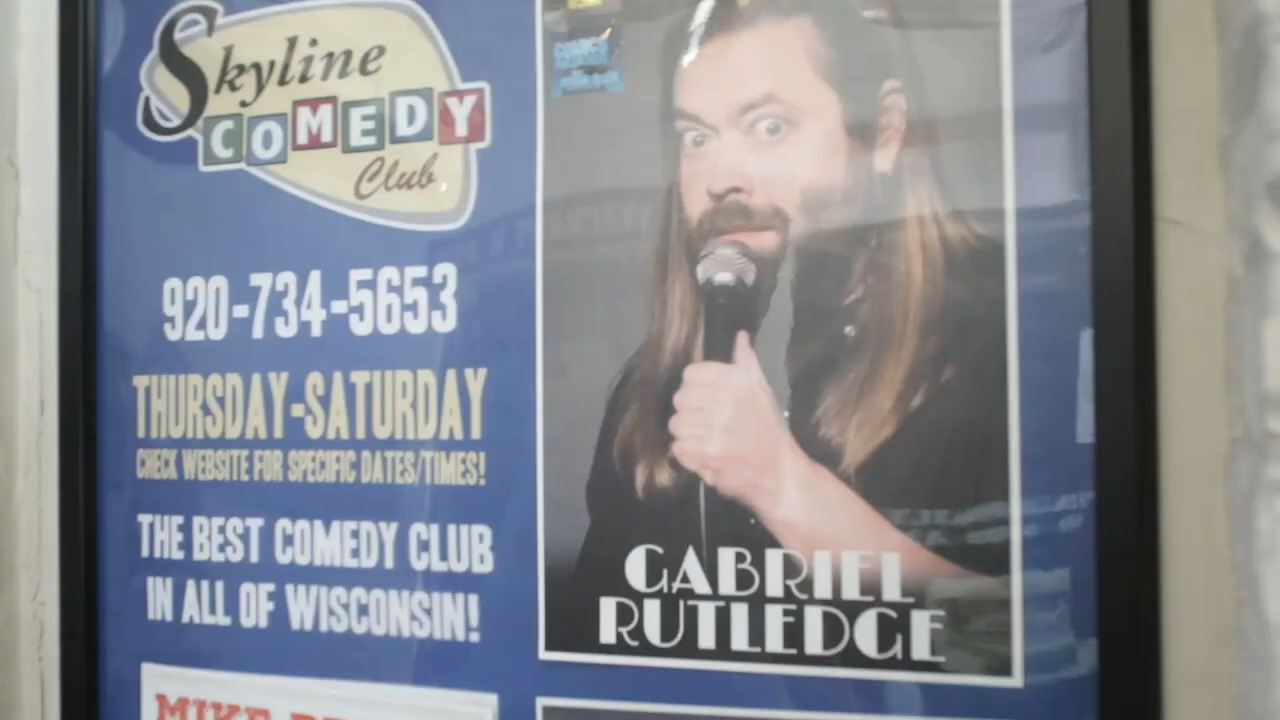 Skyline
COMEDY
Club
920-734-5653
THURSDAY-SATURDAY
CHECK WEBSITE FOR SPECIFIC DATES/TIMES!
THE BEST COMEDY CLUB
IN ALL OF WISCONSIN!
MIKE
GABRIEL
RUTLEDGE